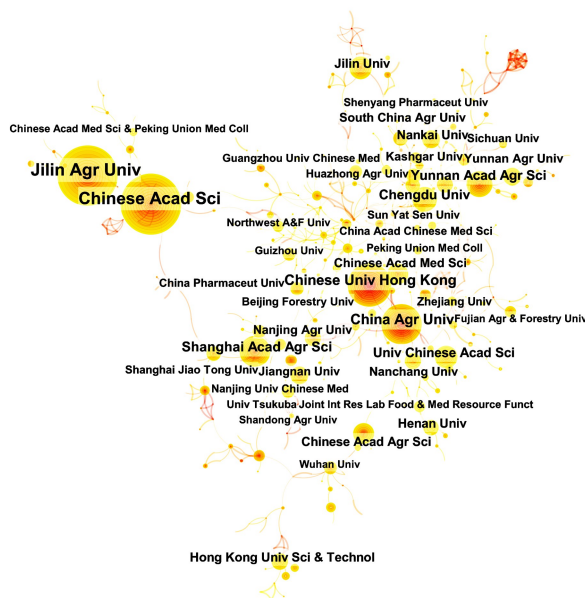 Jilin Univ
Shenyang Pharmaceut Univ
South China Agr Univ
Chinese Acad Med Sci & Peking Union Med Coll
Nankai Univ
Sichuan Univ
Guangzhou Univ Chinese Med
Kashgar Univ
Yunnan Agr Univ
Jilin Agr Univ
Huazhong Agr Univ
Yunnan Acad Agr Sci
Chinese Acad Sci
Chengdu Univ
Sun Yat Sen Univ
Northwest A&F Univ
China Acad Chinese Med Sci
Peking Union Med Coll
Guizhou Univ
Chinese Acad Med Sci
China Pharmaceut Univ
Chinese Univ Hong Kong
Beijing Forestry Univ
Zhejiang Univ
China Agr Univ
Fujian Agr & Forestry Univ
Nanjing Agr Univ
Shanghai Acad Agr Sci
Univ Chinese Acad Sci
Shanghai Jiao Tong Univ
Jiangnan Univ
Nanchang Univ
Nanjing Univ Chinese Med
Univ Tsukuba Joint Int Res Lab Food & Med Resource Funct
Shandong Agr Univ
Henan Univ
Chinese Acad Agr Sci
Wuhan Univ
Hong Kong Univ Sci & Technol